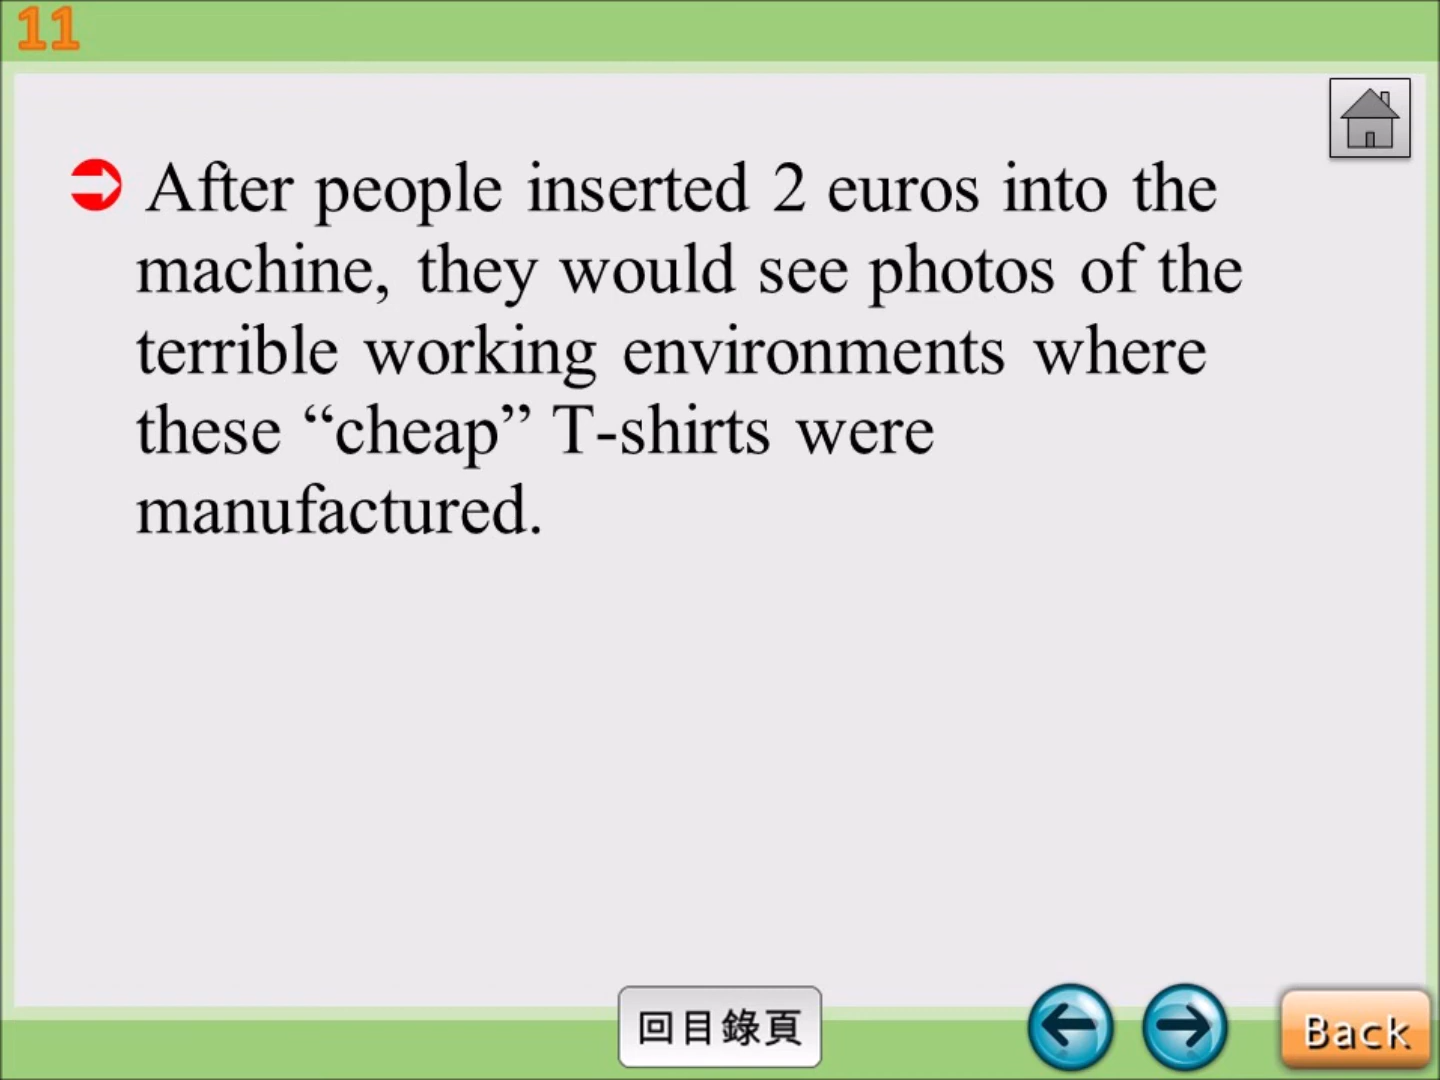 11
After people inserted 2 euros into the
machine, they would see photos of the
terrible working environments where
these “cheap” T-shirts were
manufactured.
回目錄頁
Back